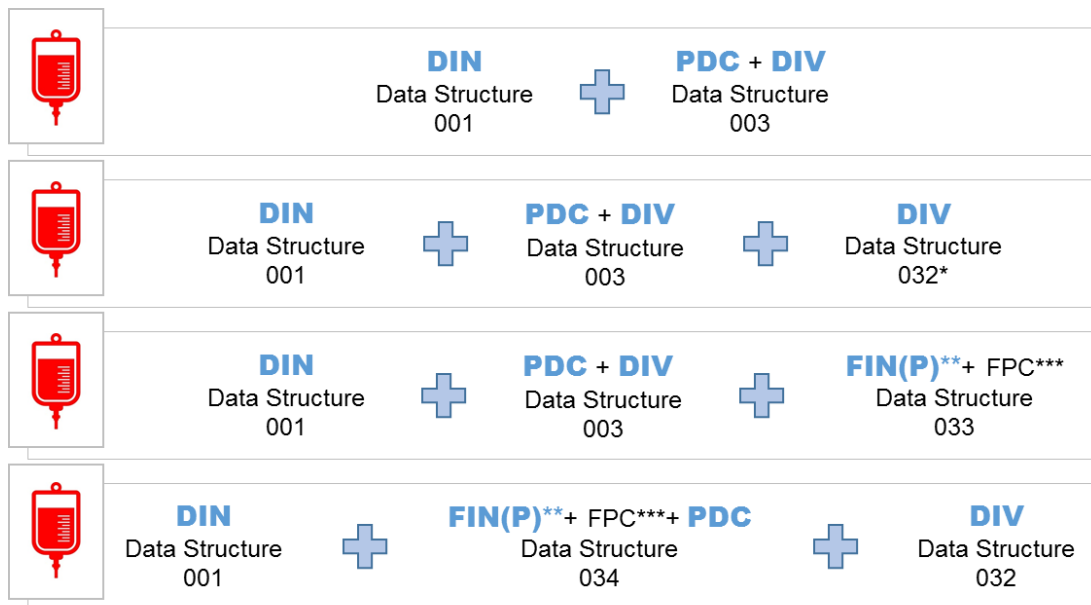 DIN PDC + DIV
Data Structure Data Structure
001 003
DIN PDC + DIV DIV
Data Structure Data Structure Data Structure
001 003 032*
DIN PDC + DIV FIN(P)**+ FPC***
Data Structure Data Structure Data Structure
001 003 033
DIN FIN(P)**+ FPC***+ PDC DIV
Data Structure Data Structure Data Structure
001 034 032